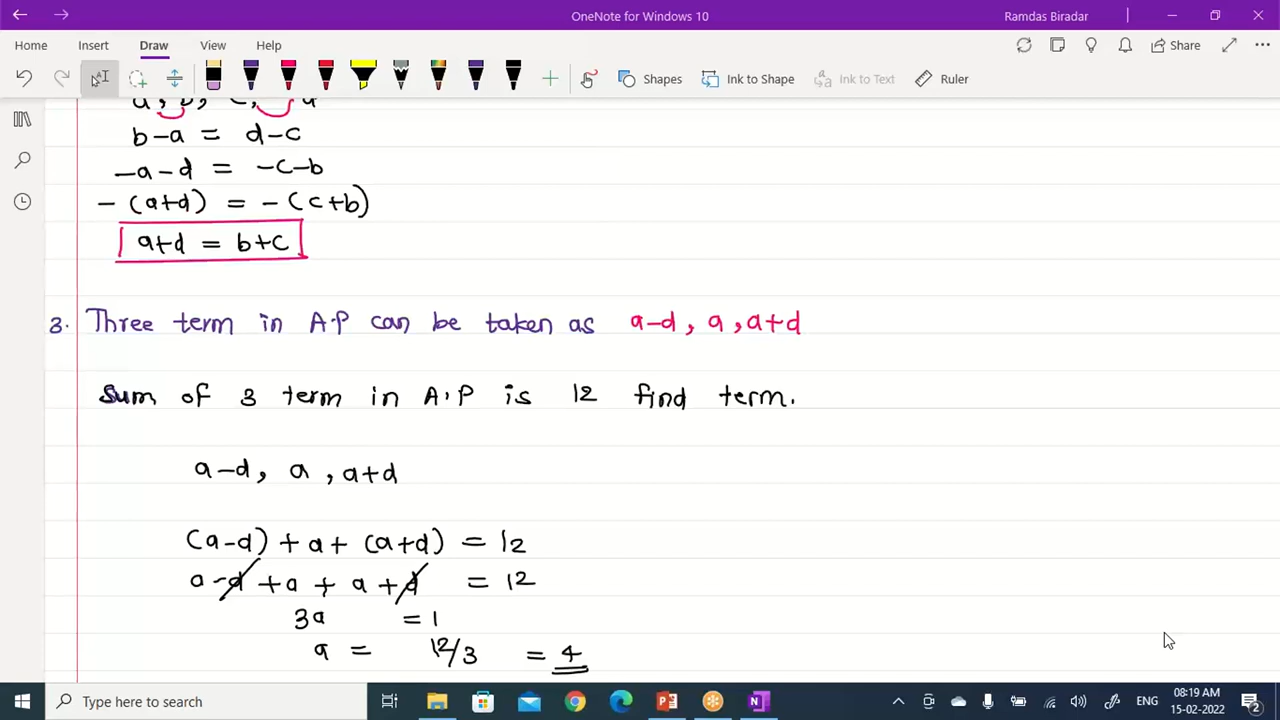 OneNote for Windows 10
Ramdas Biradar
Home Insert Draw View Help
Share
Shapes Ink to Shape Ink to Text Ruler
a, b, c, d
b-a = d-c
-a-d = -c-b
- (a+d) = - (c+b)
a+d = b+c
3. Three term in A.P can be taken as a-d, a, a+d
Sum of 3 term in A.P is 12 find term.
a-d, a, a+d
(a-d) + a + (a+d) = 12
a-d + a + a + d = 12
3a = 1
a = 12/3 = 4
Type here to search
ENG
08:19 AM
15-02-2022
2